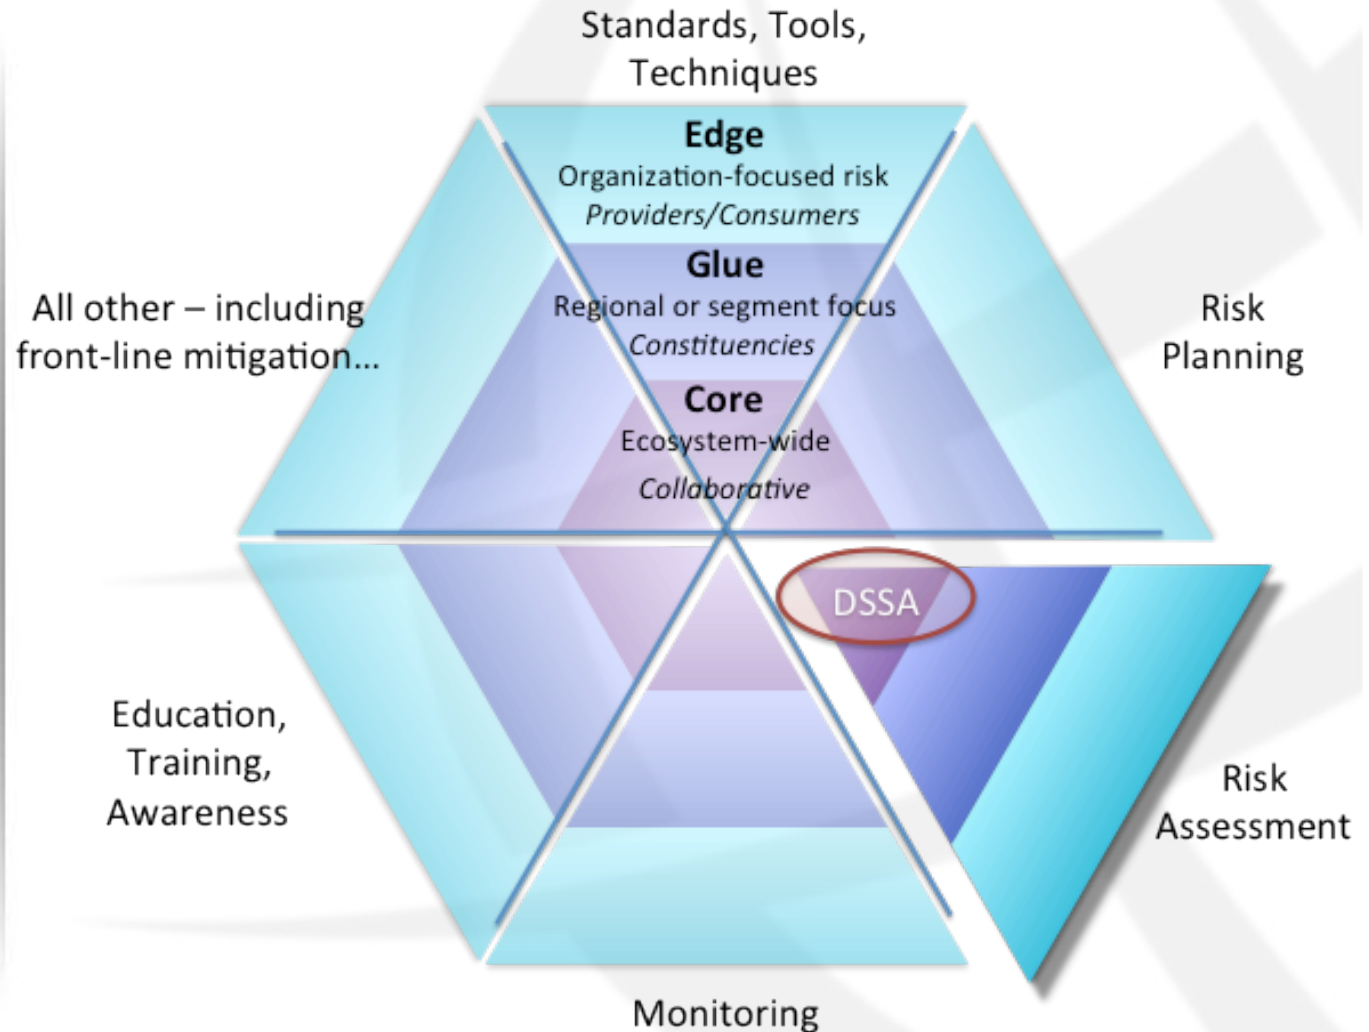 Standards, Tools,
Techniques
Edge
Organization-focused risk
Providers/Consumers
Glue
Regional or segment focus
Constituencies
Core
Ecosystem-wide
Collaborative
All other – including
front-line mitigation...
Risk
Planning
DSSA
Education,
Training,
Awareness
Risk
Assessment
Monitoring